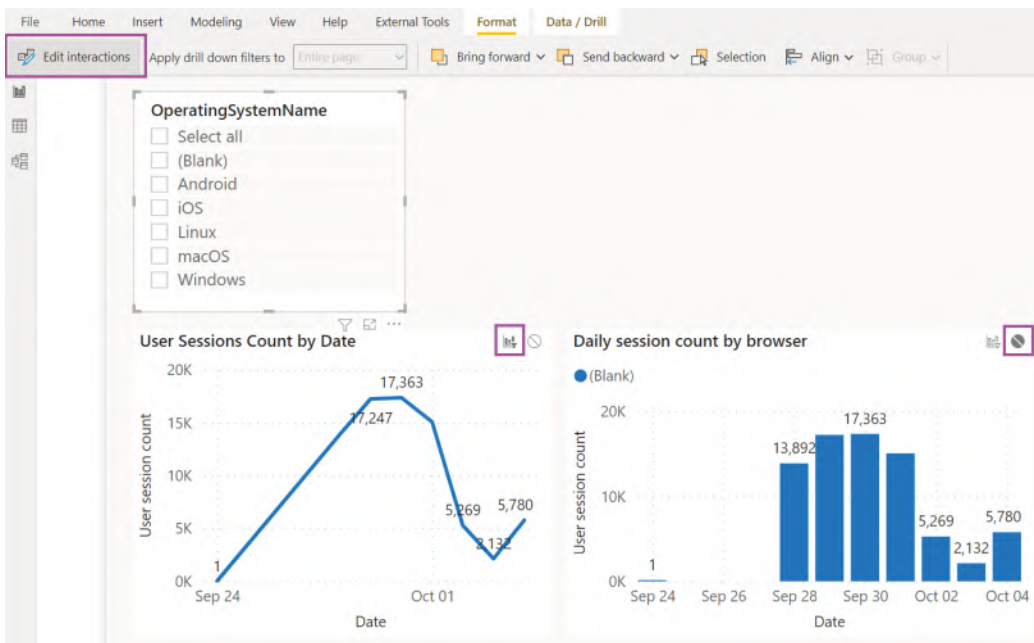 File Home Insert Modeling View Help External Tools Format Data / Drill
Edit interactions Apply drill down filters to Entire page Bring forward Send backward Selection Align Group
OperatingSystemName
Select all
(Blank)
Android
iOS
Linux
macOS
Windows
User Sessions Count by Date
20K
15K
10K
5K
0K
User session count
1
17,247
17,363
5,269
2,132
5,780
Sep 24 Oct 01
Date
Daily session count by browser
(Blank)
20K
10K
0K
User session count
1
13,892
17,363
5,269
2,132
5,780
Sep 24 Sep 26 Sep 28 Sep 30 Oct 02 Oct 04
Date